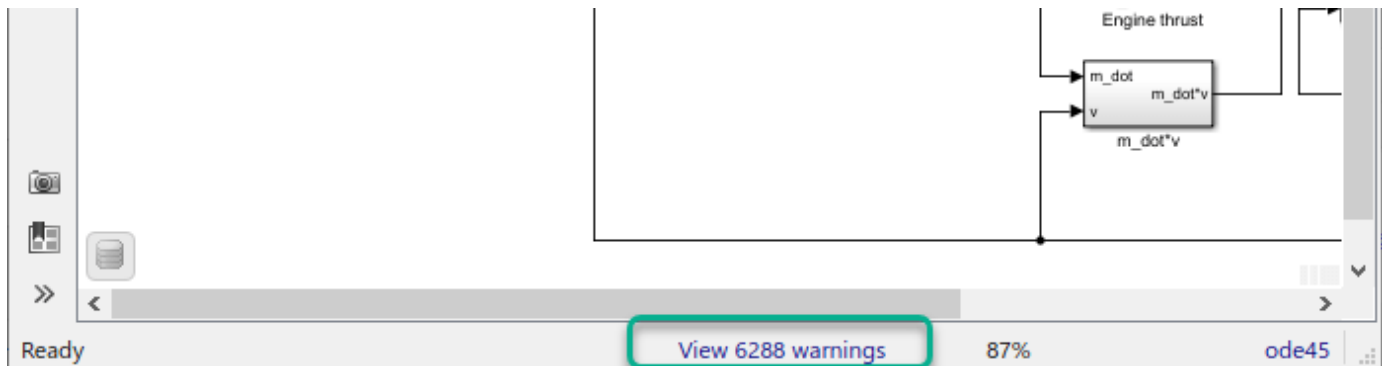 Engine thrust
m_dot
m_dot*v
v
m_dot*v
Ready
View 6288 warnings
87%
ode45